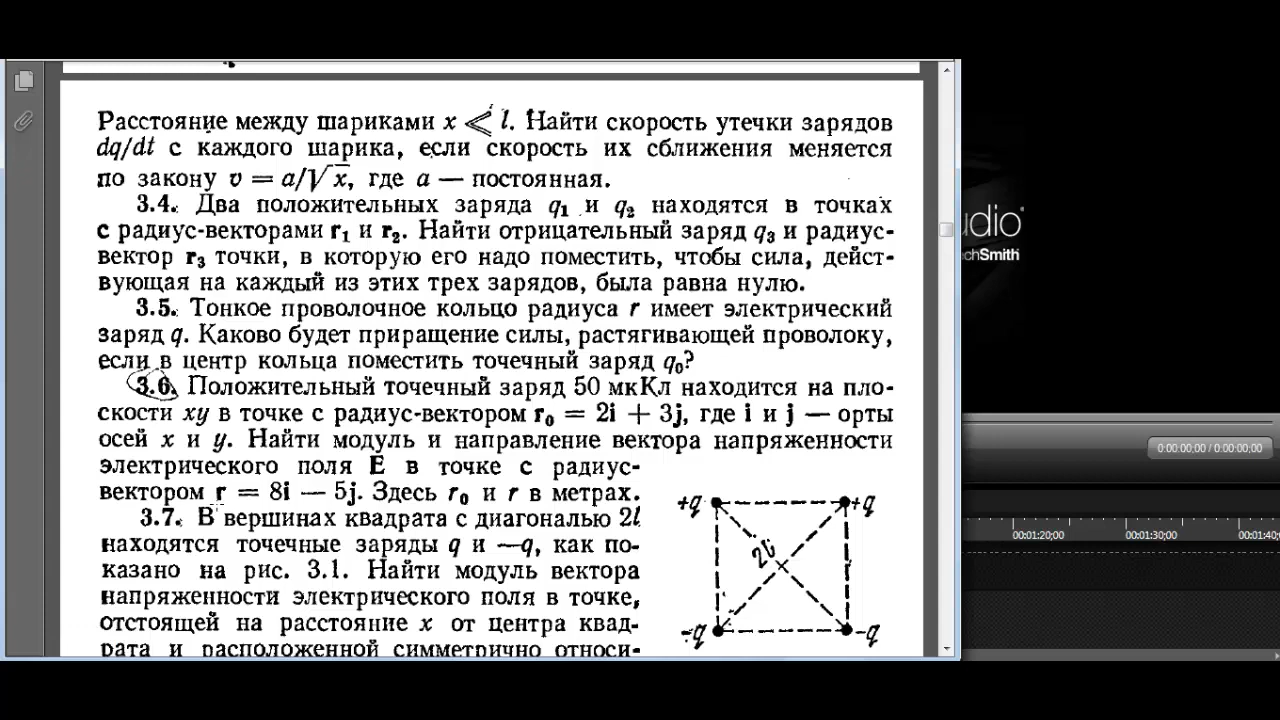 Расстояние между шариками x ≪ l. Найти скорость утечки зарядов
dq/dt с каждого шарика, если скорость их сближения меняется
по закону v = a/√x, где a — постоянная.
3.4. Два положительных заряда q₁ и q₂ находятся в точках
с радиус-векторами r₁ и r₂. Найти отрицательный заряд q₃ и радиус-
вектор r₃ точки, в которую его надо поместить, чтобы сила, дейст-
вующая на каждый из этих трех зарядов, была равна нулю.
3.5. Тонкое проволочное кольцо радиуса r имеет электрический
заряд q. Каково будет приращение силы, растягивающей проволоку,
если в центр кольца поместить точечный заряд q₀?
3.6. Положительный точечный заряд 50 мкКл находится на пло-
скости xy в точке с радиус-вектором r₀ = 2i + 3j, где i и j — орты
осей x и y. Найти модуль и направление вектора напряженности
электрического поля E в точке с радиус-
вектором r = 8i — 5j. Здесь r₀ и r в метрах.
3.7. В вершинах квадрата с диагональю 2l
находятся точечные заряды q и —q, как по-
казано на рис. 3.1. Найти модуль вектора
напряженности электрического поля в точке,
отстоящей на расстояние x от центра квад-
рата и расположенной симметрично относи-
+q
+q
2l
-q
-q
udio
echSmith
0:00:00;00 / 0:00:00;00
00:01:20;00
00:01:30;00
00:01:40;